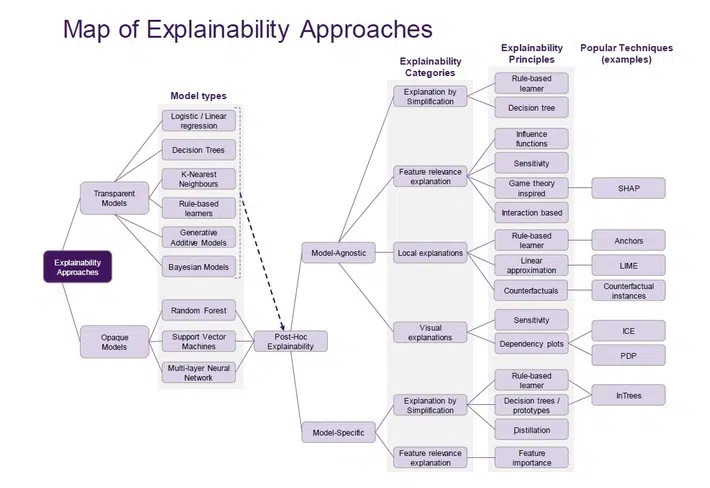 Map of Explainability Approaches
Explainability
Categories
Explainability
Principles
Popular Techniques
(examples)
Model types
Explainability
Approaches
Transparent
Models
Opaque
Models
Logistic / Linear
regression
Decision Trees
K-Nearest
Neighbours
Rule-based
learners
Generative
Additive Models
Bayesian Models
Random Forest
Support Vector
Machines
Multi-layer Neural
Network
Post-Hoc
Explainability
Model-Agnostic
Model-Specific
Explanation by
Simplification
Feature relevance
explanation
Local explanations
Visual
explanations
Explanation by
Simplification
Feature relevance
explanation
Rule-based
learner
Decision tree
Influence
functions
Sensitivity
Game theory
inspired
Interaction based
Rule-based
learner
Linear
approximation
Counterfactuals
Sensitivity
Dependency plots
Rule-based
learner
Decision trees /
prototypes
Distillation
Feature
importance
SHAP
Anchors
LIME
Counterfactual
instances
ICE
PDP
InTrees